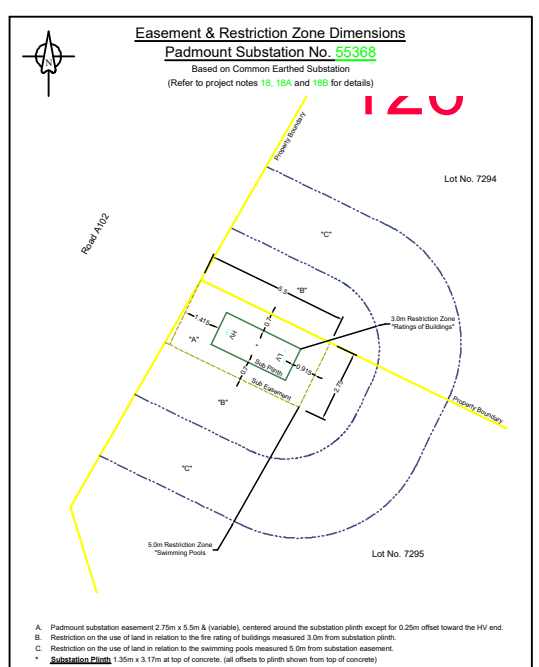 Easement & Restriction Zone Dimensions
Padmount Substation No. 55368
Based on Common Earthed Substation
(Refer to project notes 18, 18A and 18B for details)
N
120
Property Boundary
Lot No. 7294
Road A102
"C"
"B"
5.5
3.0m Restriction Zone
"Ratings of Buildings"
1.415
0.7
HV
"A"
LV
0.915
Sub Plinth
0.7
Sub Easement
2.75
"B"
Property Boundary
"C"
5.0m Restriction Zone
"Swimming Pools
Lot No. 7295
A. Padmount substation easement 2.75m x 5.5m & (variable), centered around the substation plinth except for 0.25m offset toward the HV end.
B. Restriction on the use of land in relation to the fire rating of buildings measured 3.0m from substation plinth.
C. Restriction on the use of land in relation to the swimming pools measured 5.0m from substation easement.
* Substation Plinth 1.35m x 3.17m at top of concrete. (all offsets to plinth shown from top of concrete)